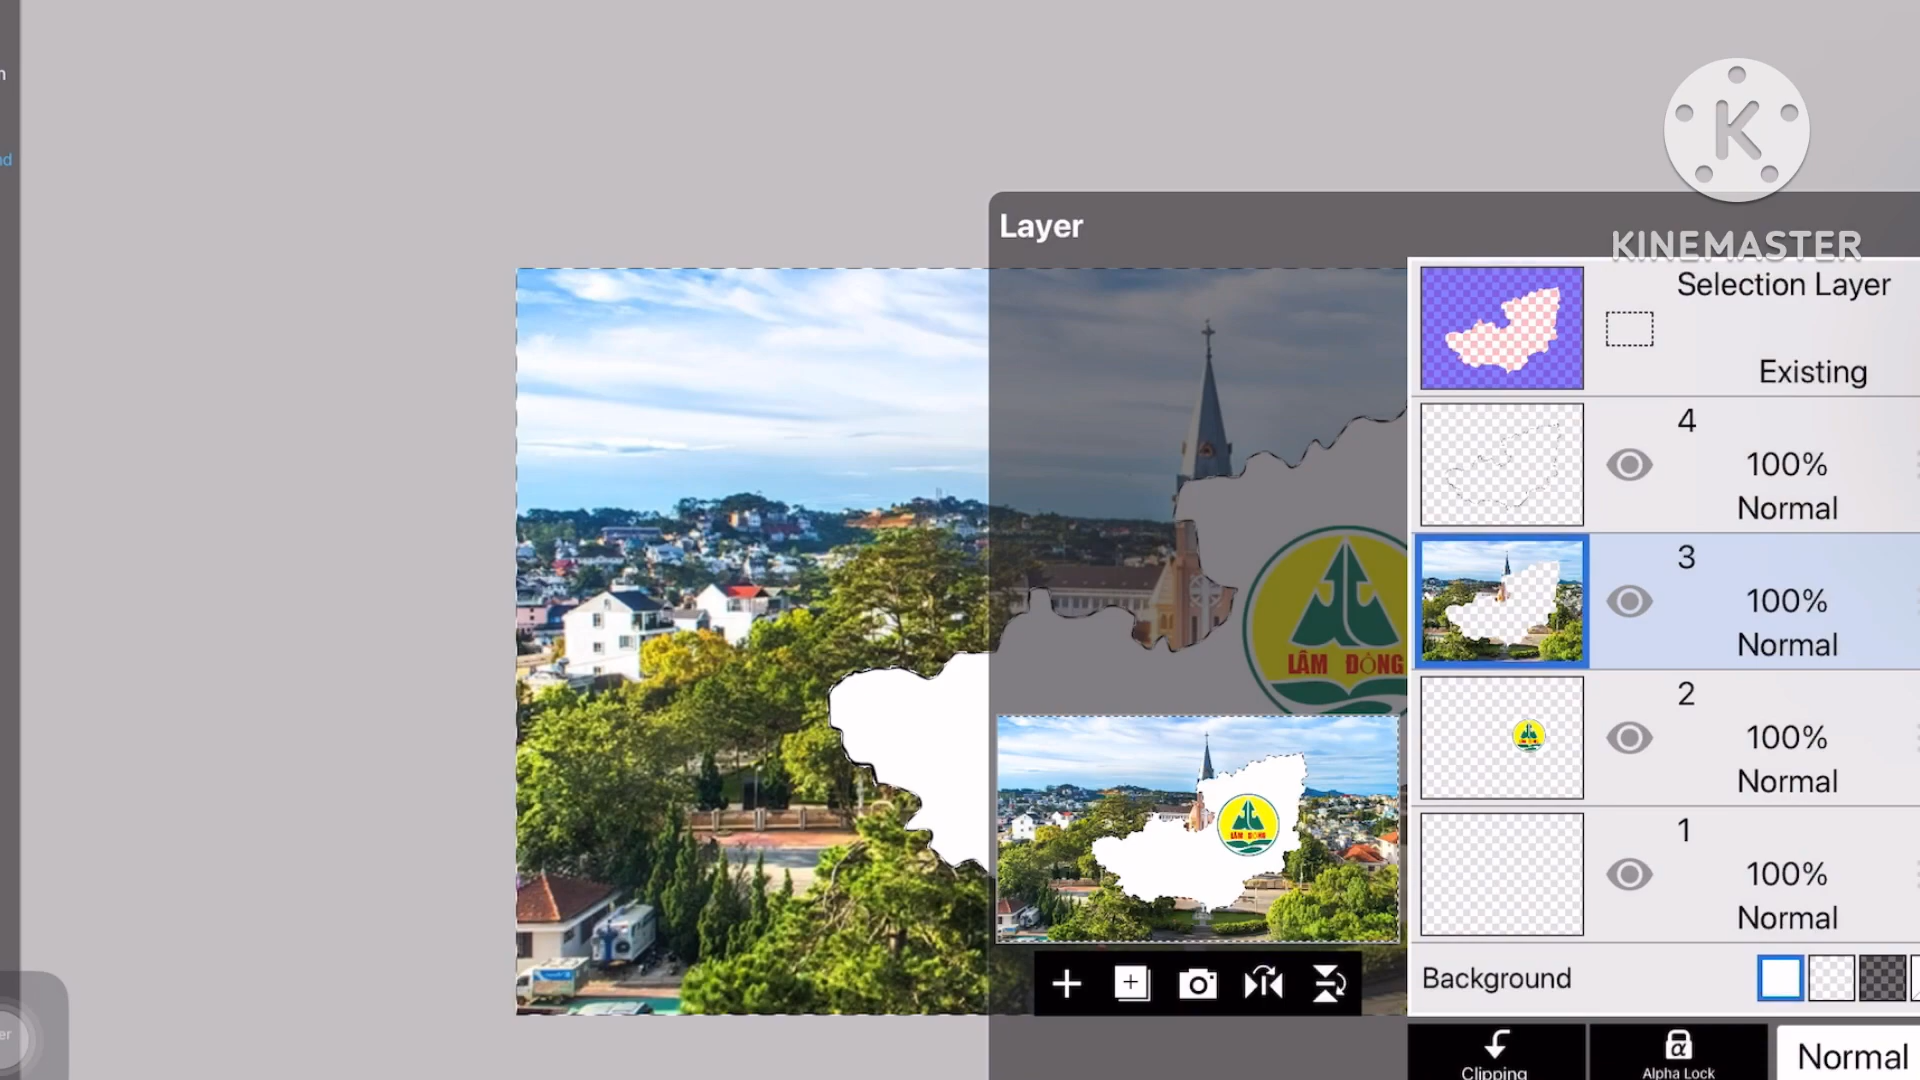 Layer
KINEMASTER
Selection Layer
Existing
4
100%
Normal
3
100%
Normal
2
100%
Normal
1
100%
Normal
LÂM ĐỒNG
Background
Clipping
Alpha Lock
Normal